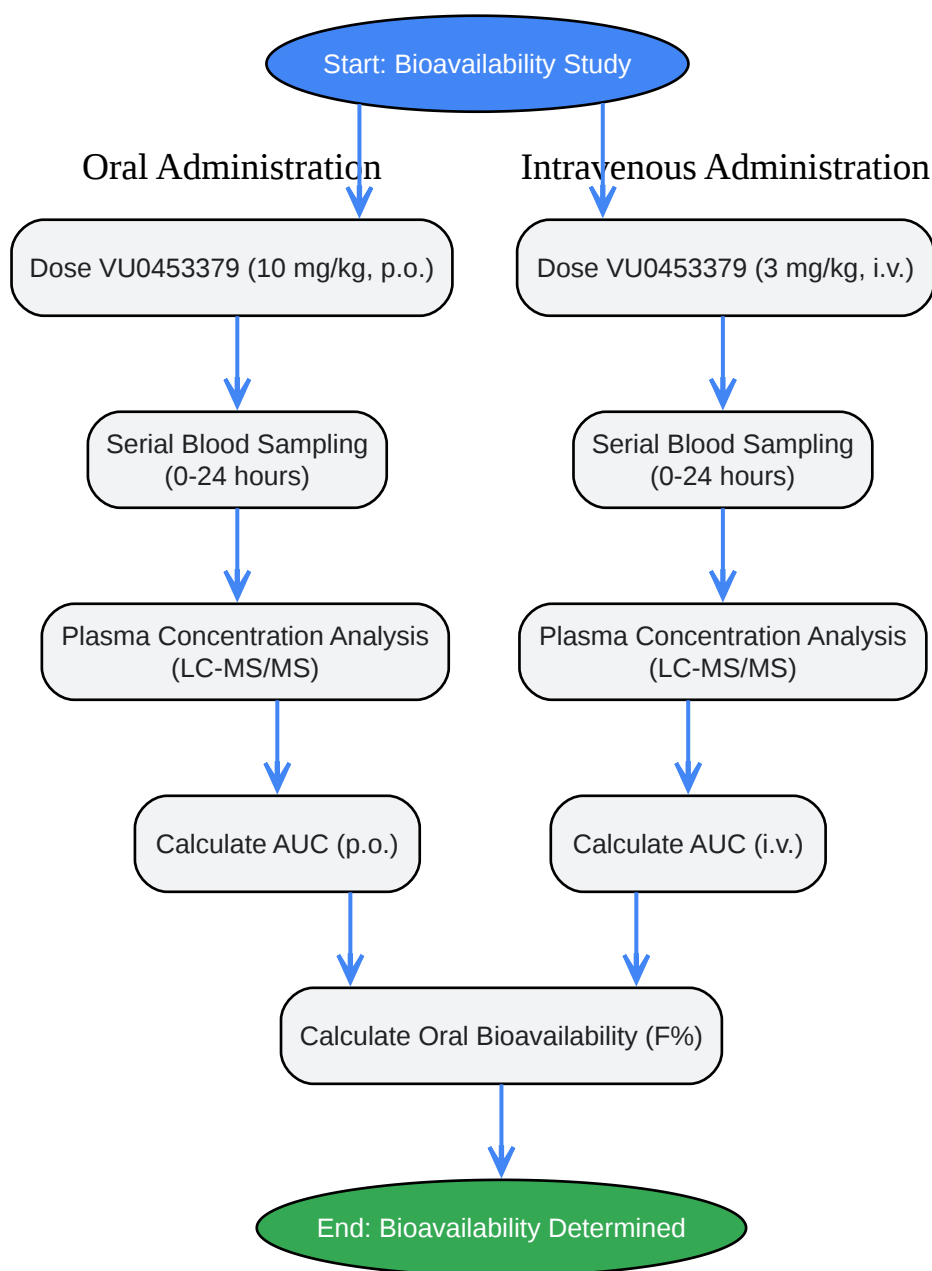 Start: Bioavailability Study
Oral Administration
Intravenous Administration
Dose VU0453379 (10 mg/kg, p.o.)
Dose VU0453379 (3 mg/kg, i.v.)
Serial Blood Sampling
(0-24 hours)
Serial Blood Sampling
(0-24 hours)
Plasma Concentration Analysis
(LC-MS/MS)
Plasma Concentration Analysis
(LC-MS/MS)
Calculate AUC (p.o.)
Calculate AUC (i.v.)
Calculate Oral Bioavailability (F%)
End: Bioavailability Determined